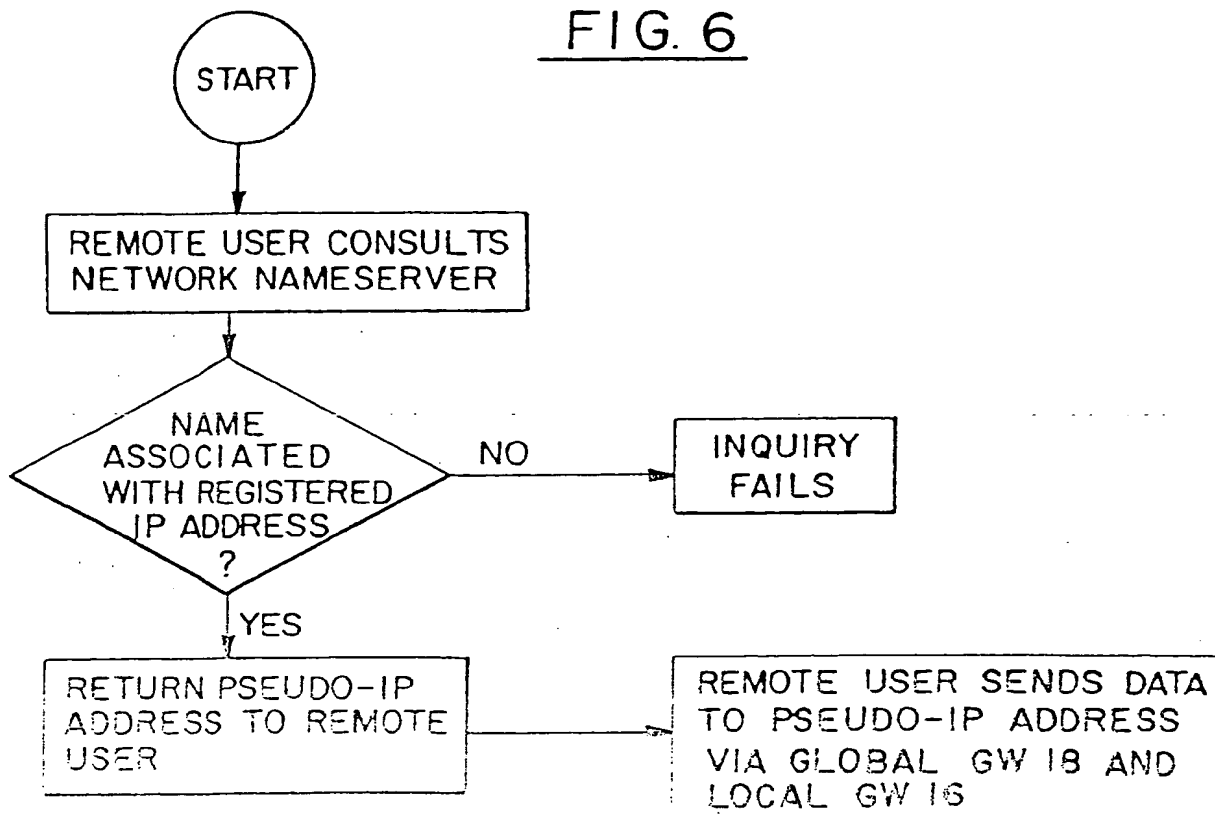 FIG. 6
START
REMOTE USER CONSULTS
NETWORK NAMESERVER
NAME
ASSOCIATED
WITH REGISTERED
IP ADDRESS
?
NO
INQUIRY
FAILS
YES
RETURN PSEUDO-IP
ADDRESS TO REMOTE
USER
REMOTE USER SENDS DATA
TO PSEUDO-IP ADDRESS
VIA GLOBAL GW 18 AND
LOCAL GW 16